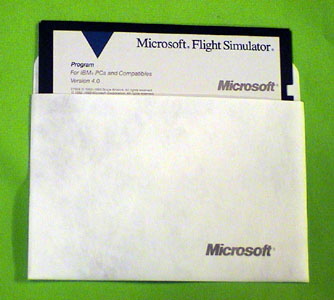 Microsoft® Flight Simulator®
Program
For IBM® PCs and Compatibles
Version 4.0
Microsoft®
Microsoft®